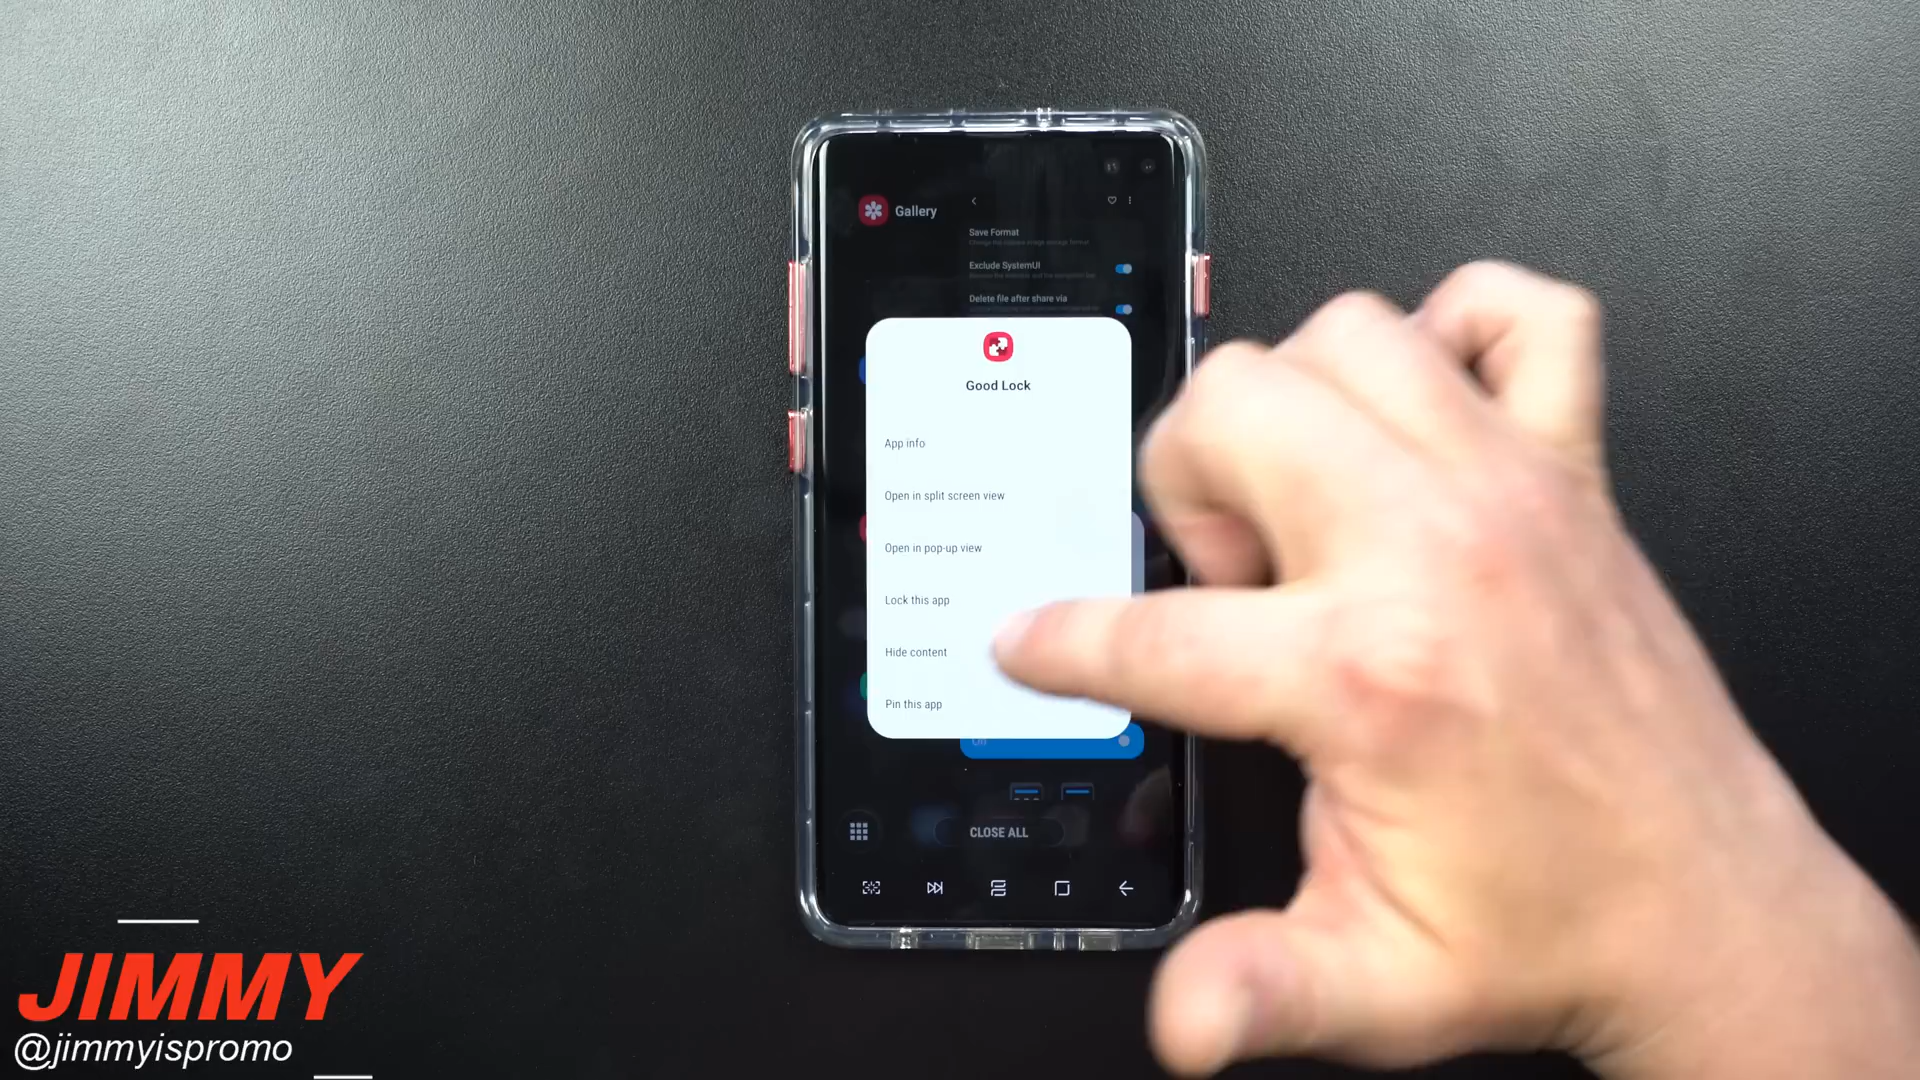 Gallery
Save Format
Exclude SystemUI
Delete file after share via
Good Lock
App info
Open in split screen view
Open in pop-up view
Lock this app
Hide content
Pin this app
On
CLOSE ALL
JIMMY
@jimmyispromo